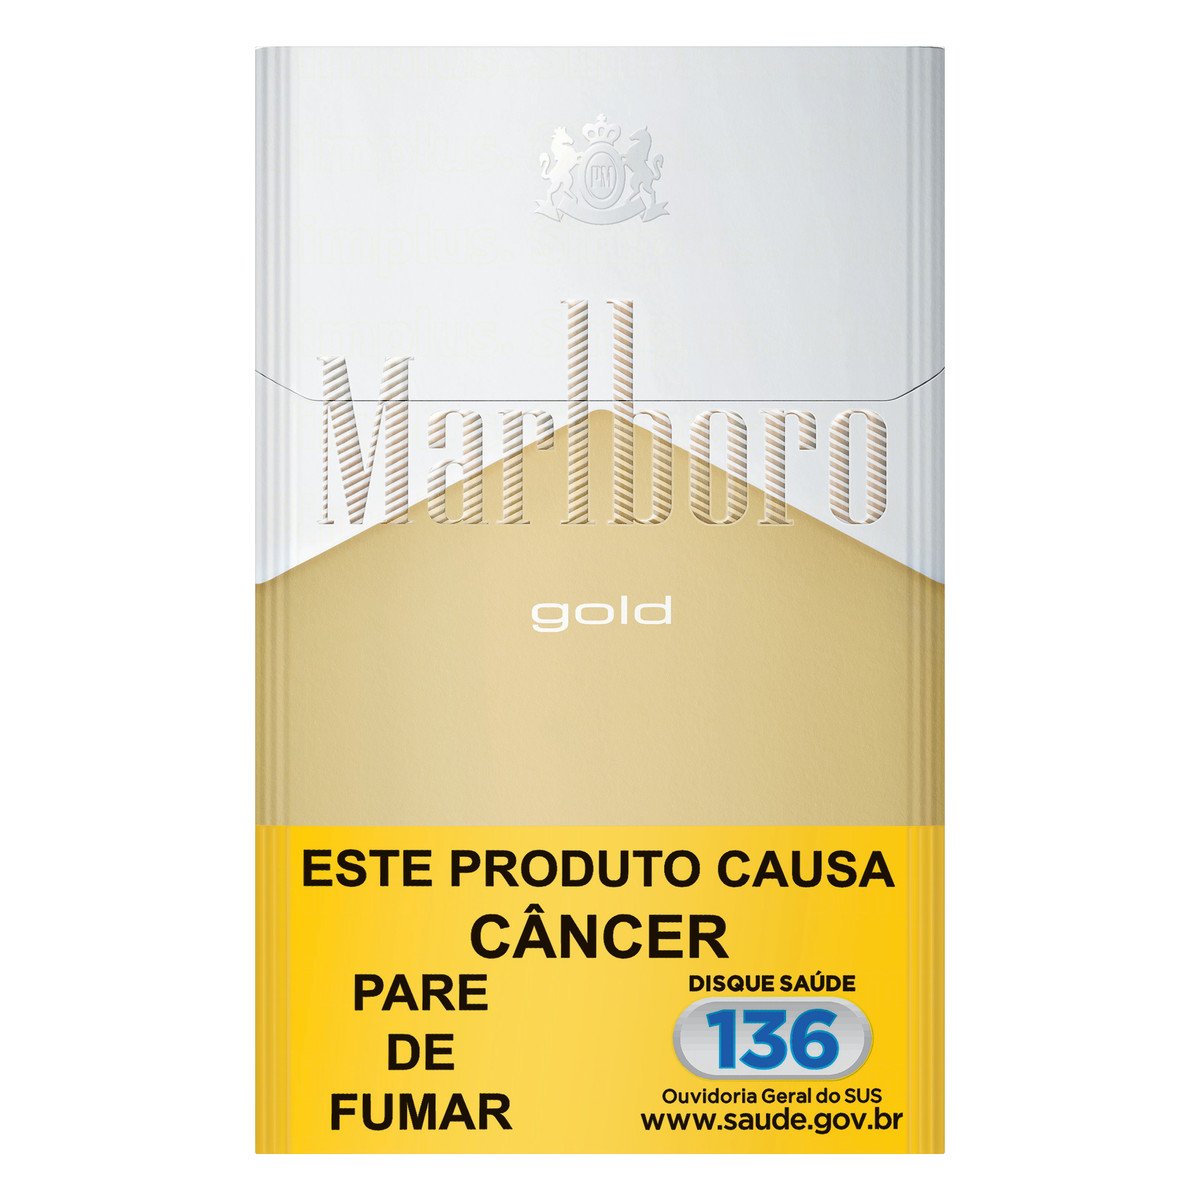 PM
Marlboro
gold
ESTE PRODUTO CAUSA
CÂNCER
PARE
DE
FUMAR
DISQUE SAÚDE
136
Ouvidoria Geral do SUS
www.saude.gov.br